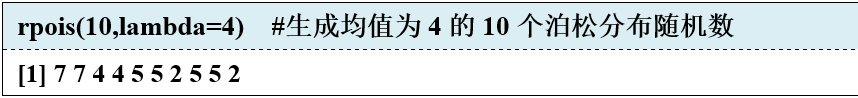 rpois(10,lambda=4)    #生成均值为 4 的 10 个泊松分布随机数
[1] 7 7 4 4 5 5 2 5 5 2